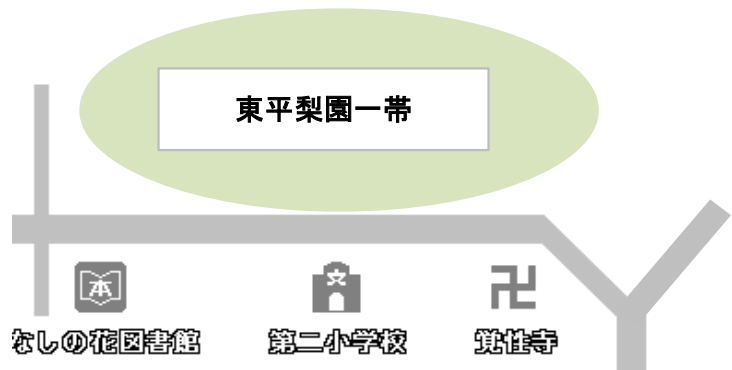 東平梨園一帯
本
文
なしの花図書館
第二小学校
覚性寺